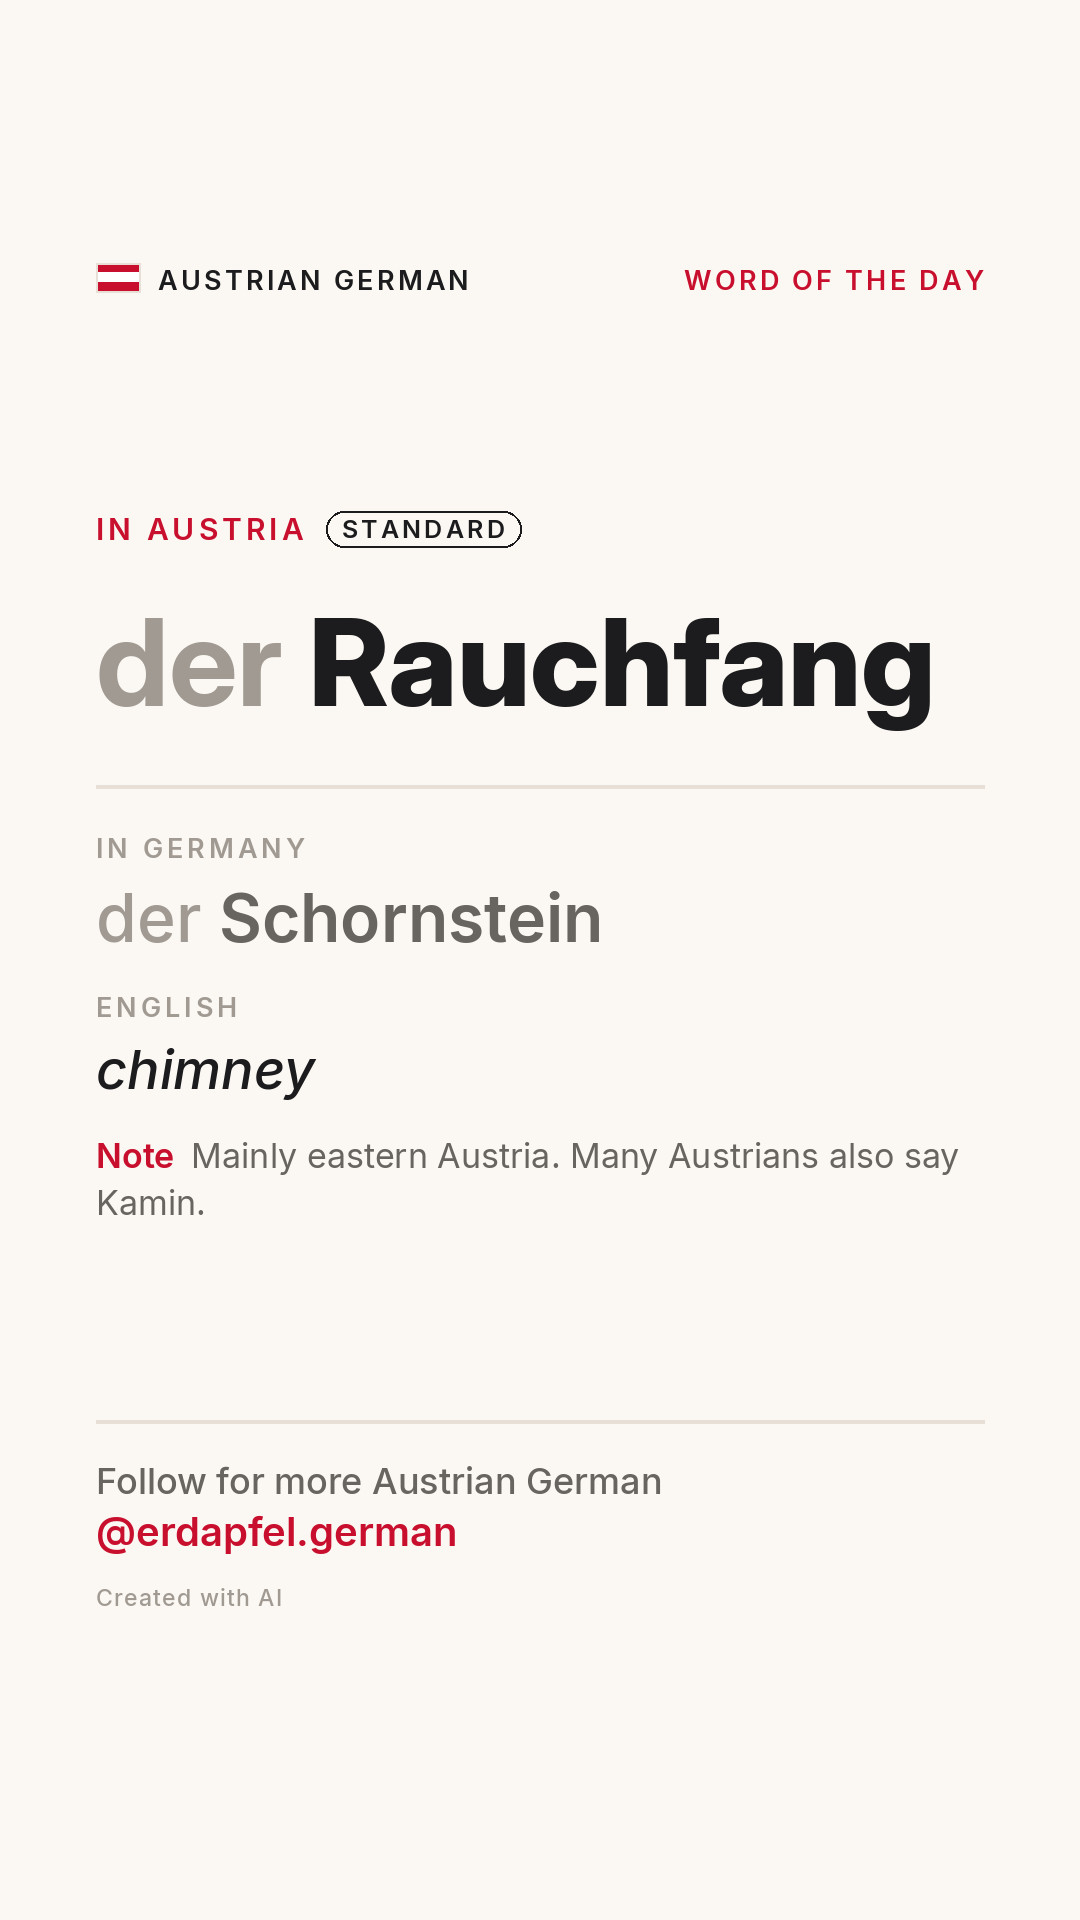 AUSTRIAN GERMAN
WORD OF THE DAY
IN AUSTRIA
STANDARD
der Rauchfang
IN GERMANY
der Schornstein
ENGLISH
chimney
Note Mainly eastern Austria. Many Austrians also say
Kamin.
Follow for more Austrian German
@erdapfel.german
Created with AI